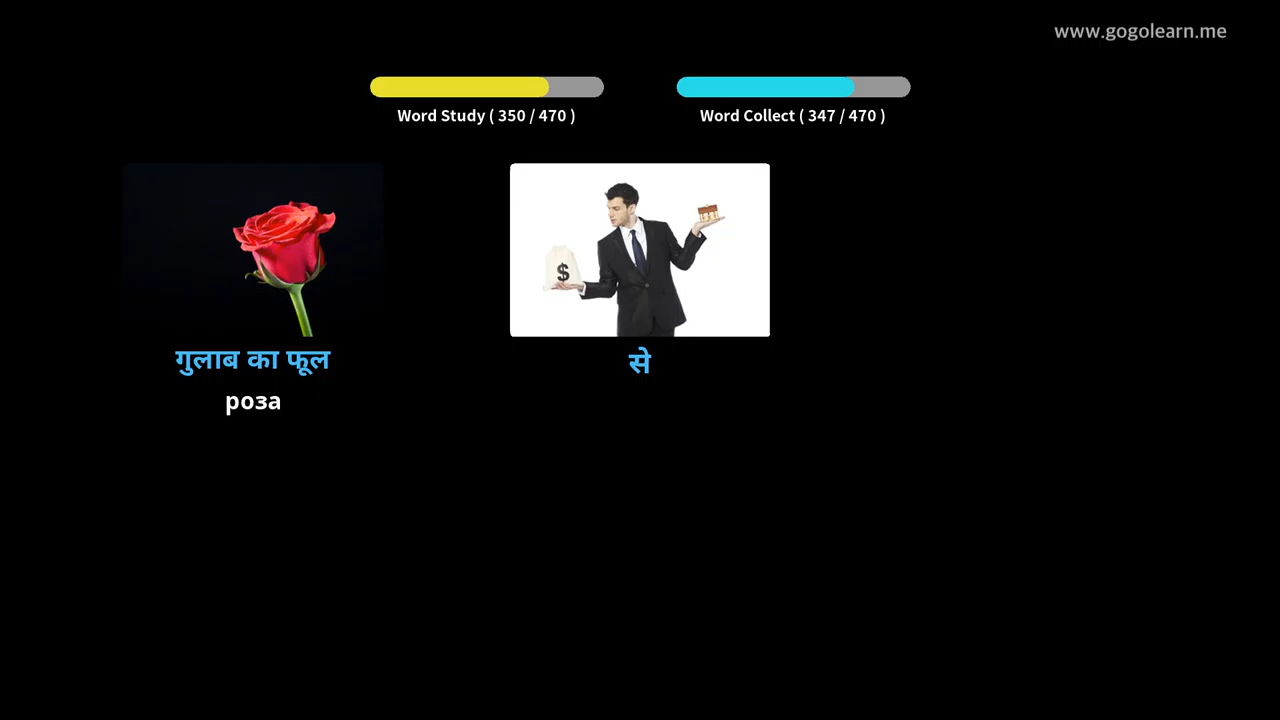 www.gogolearn.me
Word Study ( 350 / 470 )
Word Collect ( 347 / 470 )
$
गुलाब का फूल
से
роза